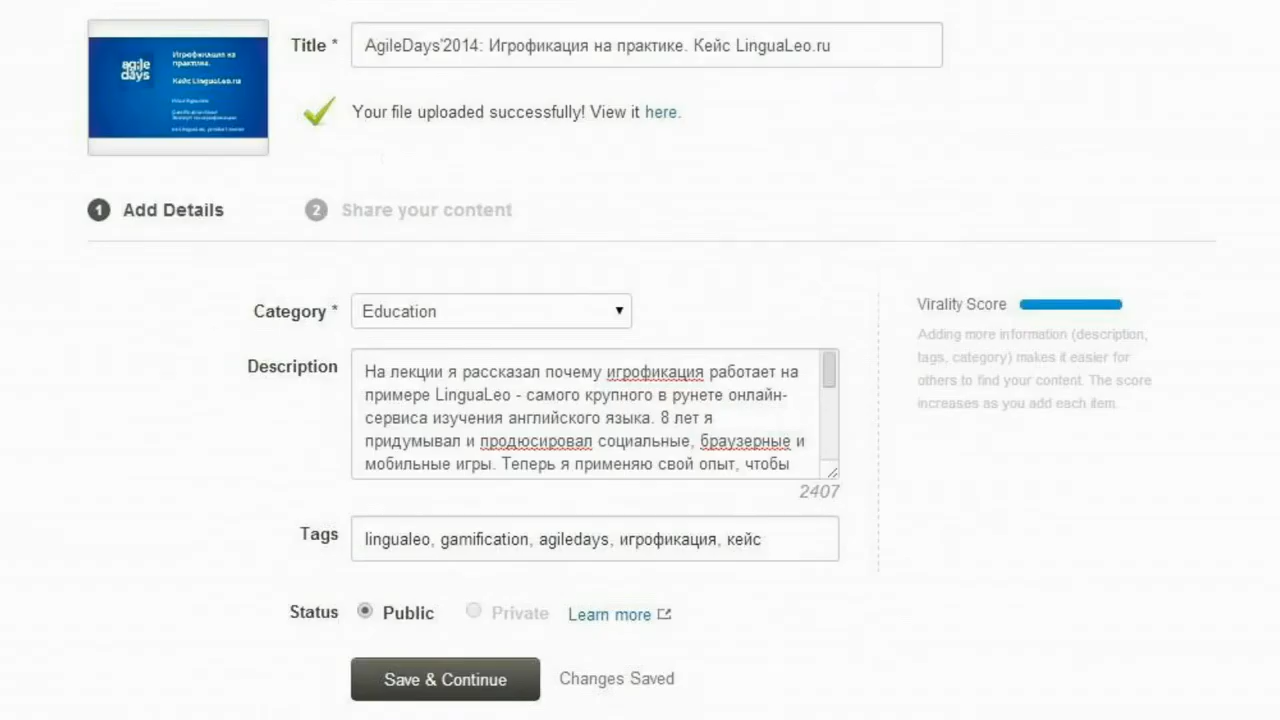 agile
days
Игрофикация на
практике.
Кейс LinguaLeo.ru
Title *
AgileDays'2014: Игрофикация на практике. Кейс LinguaLeo.ru
Your file uploaded successfully! View it here.
1 Add Details
2 Share your content
Category *
Education
Description
На лекции я рассказал почему игрофикация работает на
примере LinguaLeo - самого крупного в рунете онлайн-
сервиса изучения английского языка. 8 лет я
придумывал и продюсировал социальные, браузерные и
мобильные игры. Теперь я применяю свой опыт, чтобы
2407
Virality Score
Adding more information (description,
tags, category) makes it easier for
others to find your content. The score
increases as you add each item.
Tags
lingualeo, gamification, agiledays, игрофикация, кейс
Status
Public
Private
Learn more
Save & Continue
Changes Saved